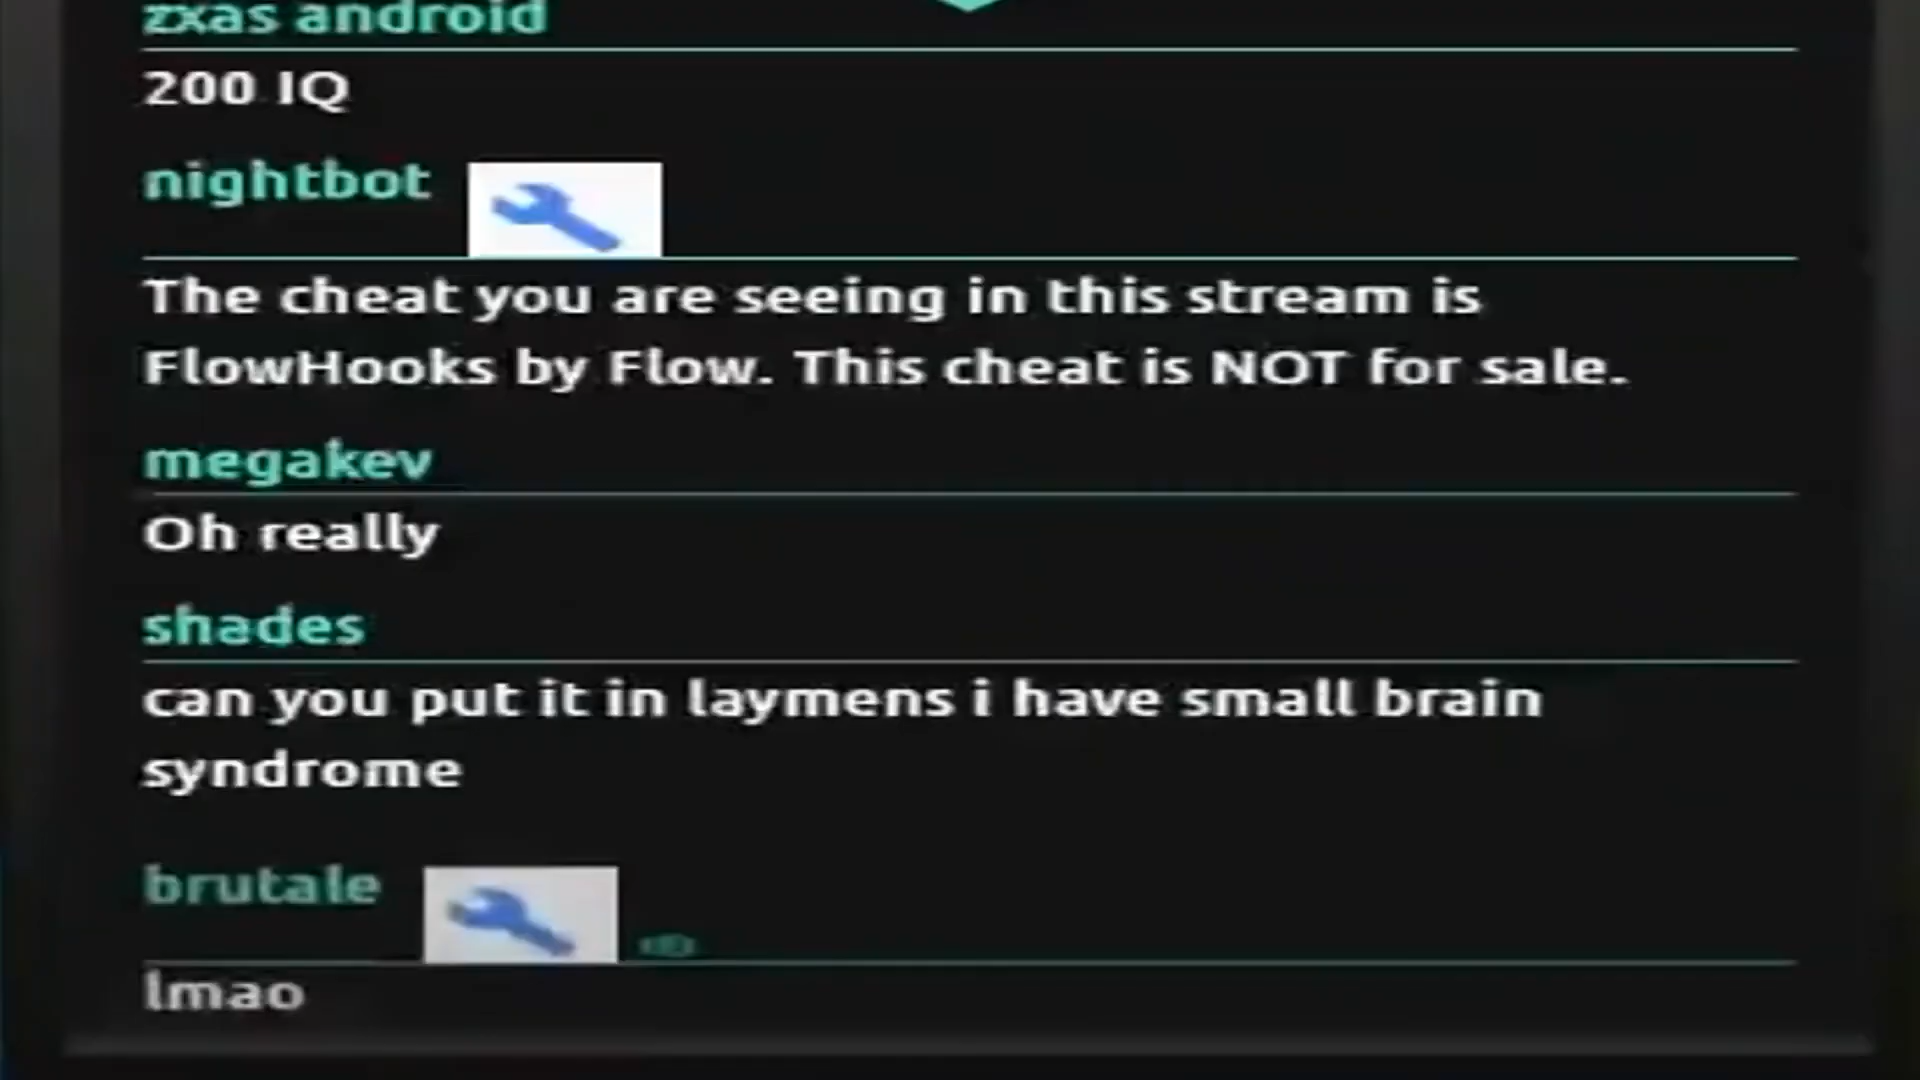 zxas android
200 IQ
nightbot
The cheat you are seeing in this stream is
FlowHooks by Flow. This cheat is NOT for sale.
megakev
Oh really
shades
can you put it in laymens i have small brain
syndrome
brutale
lmao